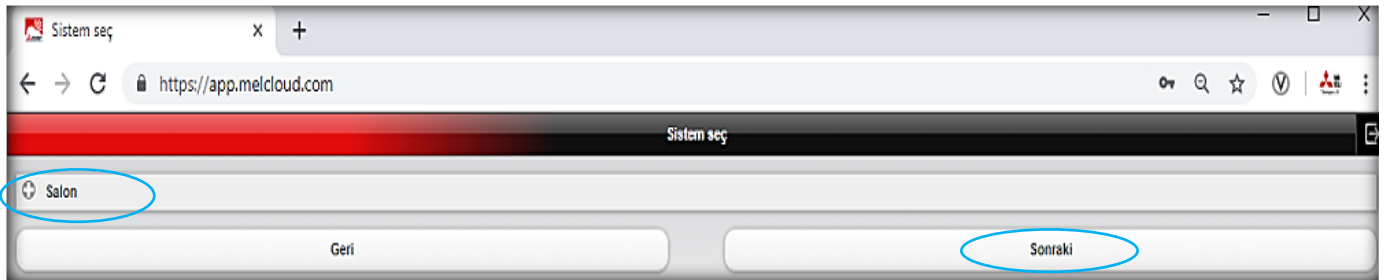 Sistem seç
https://app.melcloud.com
Sistem seç
Salon
Geri Sonraki